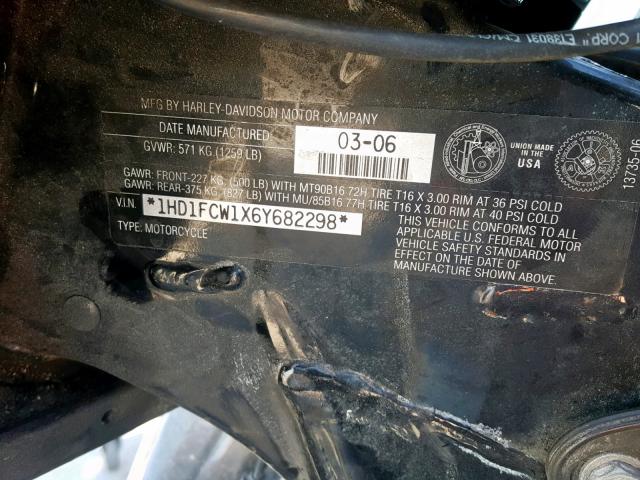 T CORP." ET38031
MFG BY HARLEY-DAVIDSON MOTOR COMPANY
DATE MANUFACTURED 03-06
GVWR: 571 KG (1259 LB)
UNION MADE
IN THE
USA
13735-06
GAWR: FRONT-227 KG, (500 LB) WITH MT90B16 72H TIRE T16 X 3.00 RIM AT 36 PSI COLD
GAWR: REAR-375 KG, (827 LB) WITH MU/85B16 77H TIRE T16 X 3.00 RIM AT 40 PSI COLD
V.I.N. *1HD1FCW1X6Y682298*
TYPE: MOTORCYCLE
THIS VEHICLE CONFORMS TO ALL
APPLICABLE U.S. FEDERAL MOTOR
VEHICLE SAFETY STANDARDS IN
EFFECT ON THE DATE OF
MANUFACTURE SHOWN ABOVE.